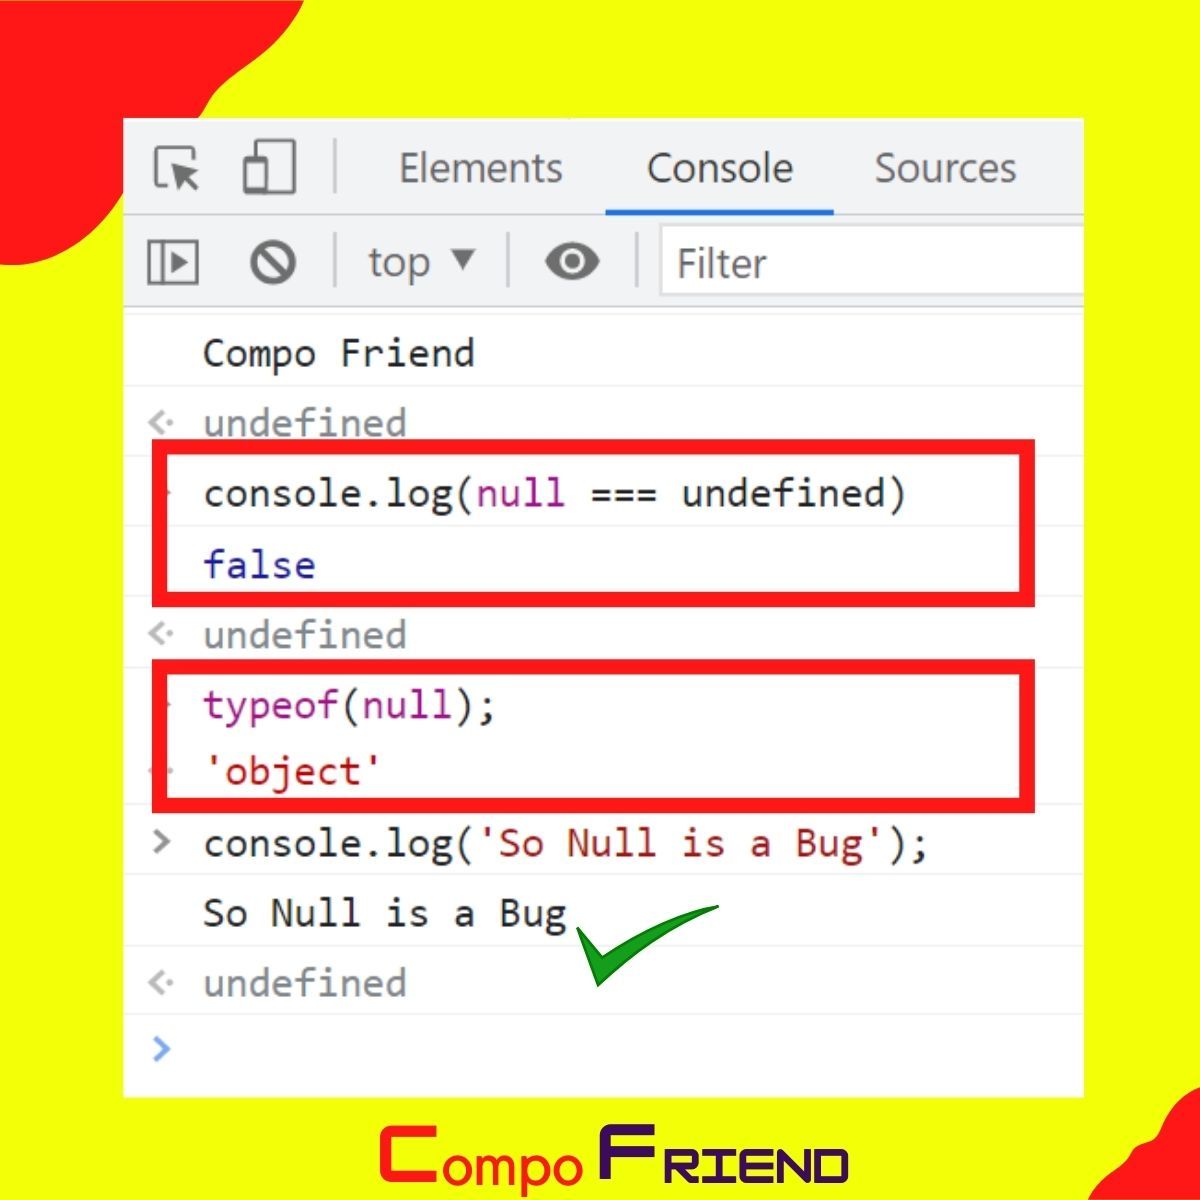 Elements Console Sources
top Filter
Compo Friend
undefined
console.log(null === undefined)
false
undefined
typeof(null);
'object'
console.log('So Null is a Bug');
So Null is a Bug
undefined
Compo FRIEND